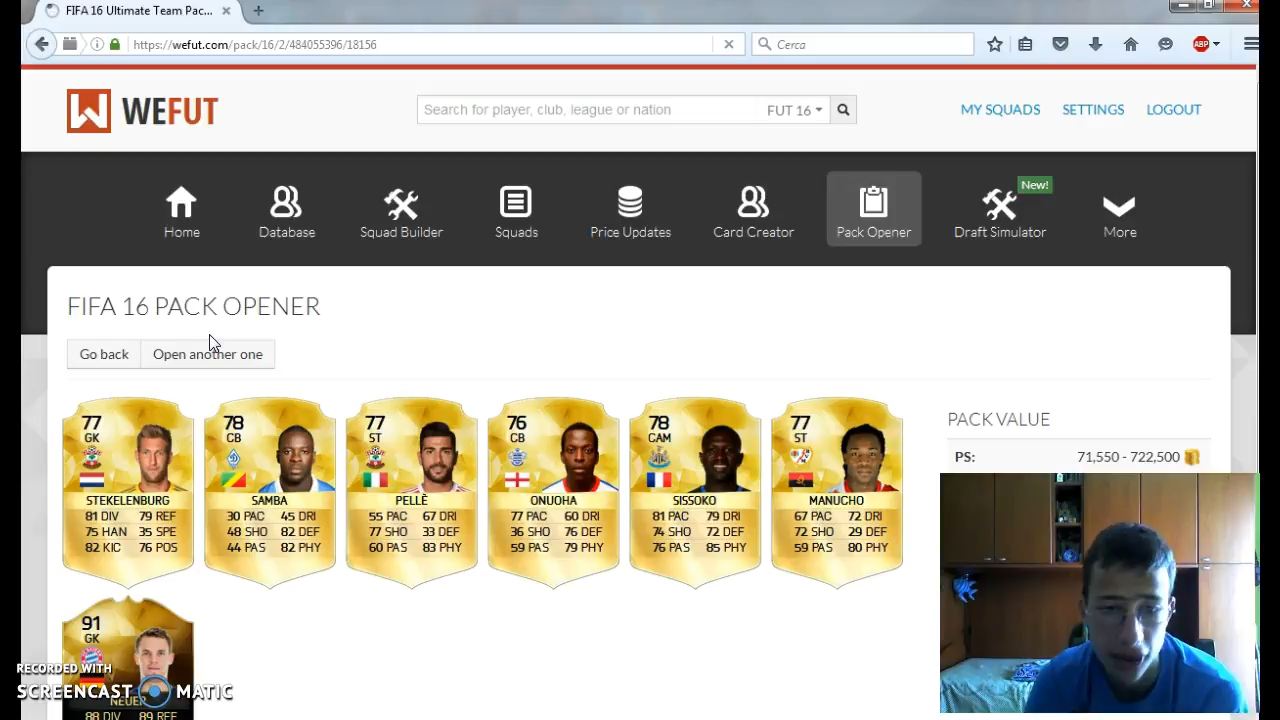 FIFA 16 Ultimate Team Pac...
https://wefut.com/pack/16/2/484055396/18156
Cerca
ABP
WEFUT
Search for player, club, league or nation
FUT 16
MY SQUADS
SETTINGS
LOGOUT
New!
Home
Database
Squad Builder
Squads
Price Updates
Card Creator
Pack Opener
Draft Simulator
More
FIFA 16 PACK OPENER
Go back
Open another one
77
GK
STEKELENBURG
81 DIV 79 REF
75 HAN 35 SPE
82 KIC 76 POS
78
CB
SAMBA
30 PAC 45 DRI
48 SHO 82 DEF
44 PAS 82 PHY
77
ST
PELLÈ
55 PAC 67 DRI
77 SHO 33 DEF
60 PAS 83 PHY
76
CB
ONUOHA
77 PAC 60 DRI
36 SHO 76 DEF
59 PAS 79 PHY
78
CAM
SISSOKO
81 PAC 79 DRI
74 SHO 72 DEF
76 PAS 85 PHY
77
ST
MANUCHO
67 PAC 72 DRI
72 SHO 29 DEF
59 PAS 80 PHY
PACK VALUE
PS: 71,550 - 722,500
91
GK
NEUER
88 DIV 89 REF
RECORDED WITH
SCREENCAST MATIC